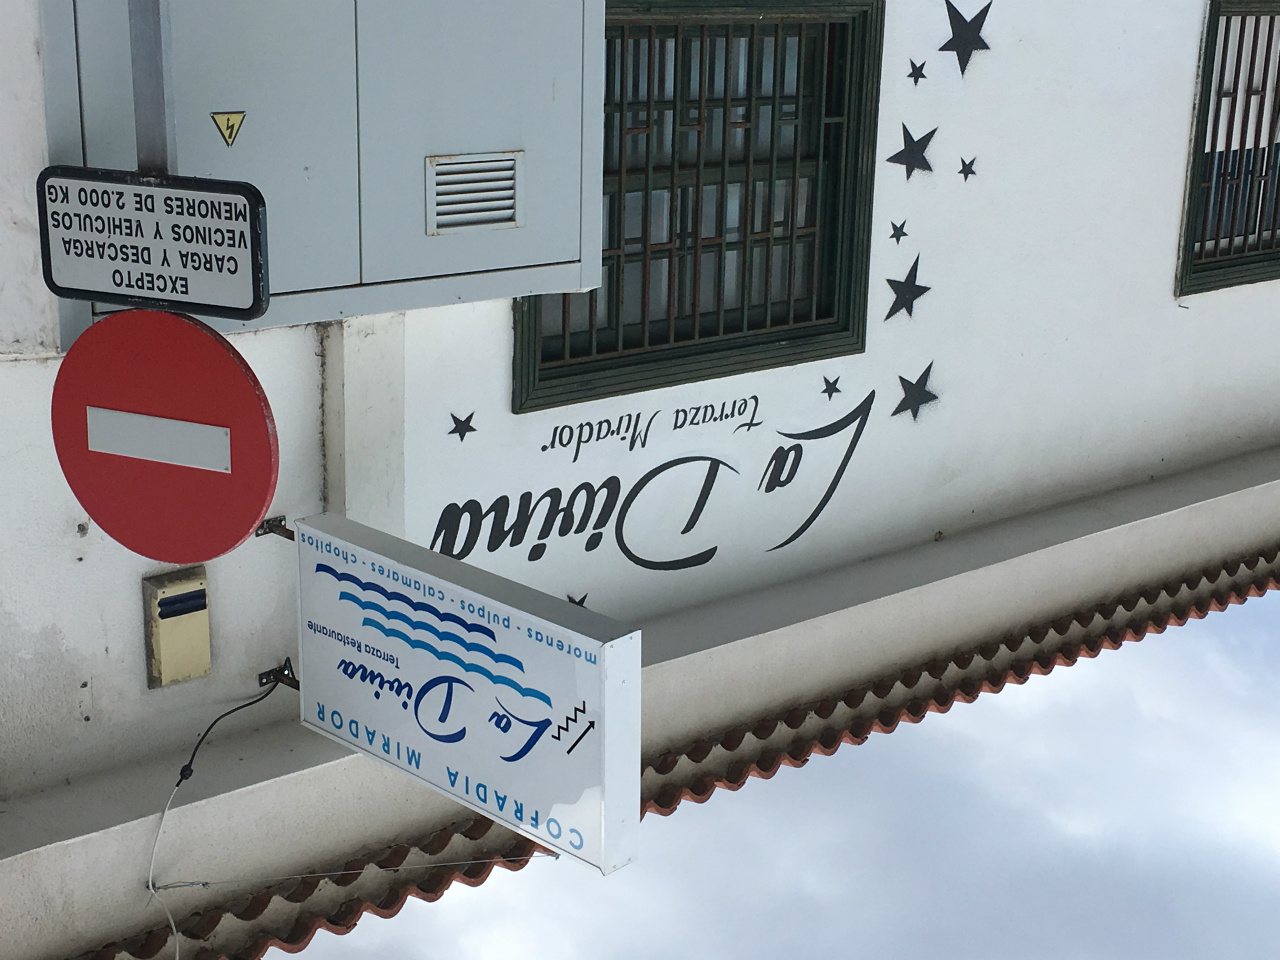 COFRADIA MIRADOR
La Divina
Terraza Restaurante
morenas - pulpos - calamares - chopitos
La Divina
terraza Mirador
EXCEPTO
CARGA Y DESCARGA
VECINOS Y VEHÍCULOS
MENORES DE 2.000 KG